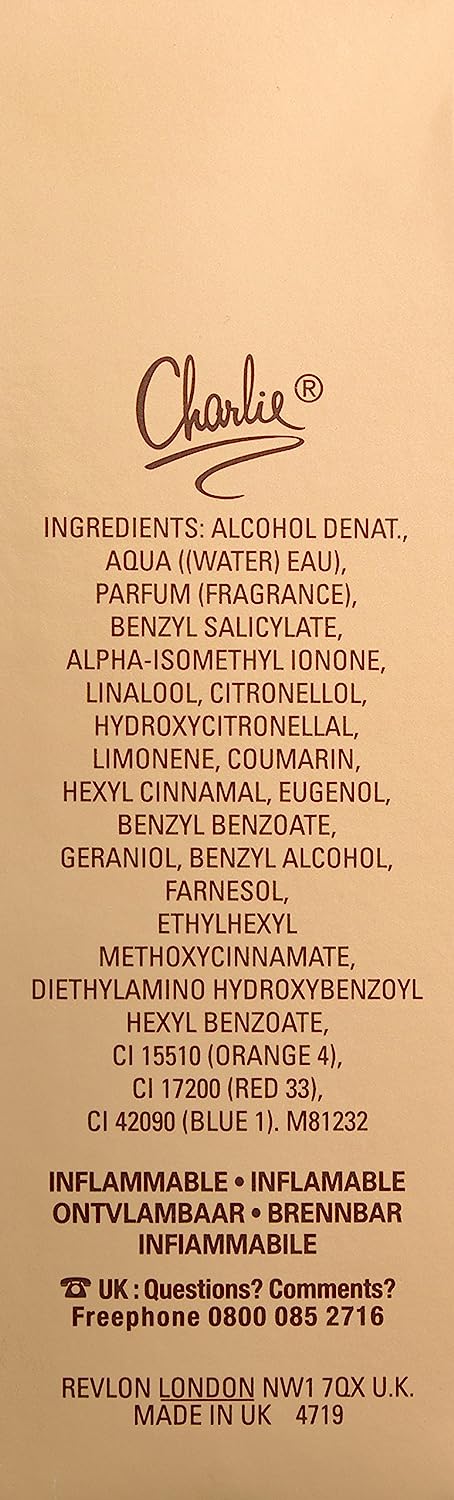 Charlie®
INGREDIENTS: ALCOHOL DENAT.,
AQUA ((WATER) EAU),
PARFUM (FRAGRANCE),
BENZYL SALICYLATE,
ALPHA-ISOMETHYL IONONE,
LINALOOL, CITRONELLOL,
HYDROXYCITRONELLAL,
LIMONENE, COUMARIN,
HEXYL CINNAMAL, EUGENOL,
BENZYL BENZOATE,
GERANIOL, BENZYL ALCOHOL,
FARNESOL,
ETHYLHEXYL
METHOXYCINNAMATE,
DIETHYLAMINO HYDROXYBENZOYL
HEXYL BENZOATE,
CI 15510 (ORANGE 4),
CI 17200 (RED 33),
CI 42090 (BLUE 1). M81232
INFLAMMABLE • INFLAMABLE
ONTVLAMBAAR • BRENNBAR
INFIAMMABILE
☎ UK : Questions? Comments?
Freephone 0800 085 2716
REVLON LONDON NW1 7QX U.K.
MADE IN UK 4719